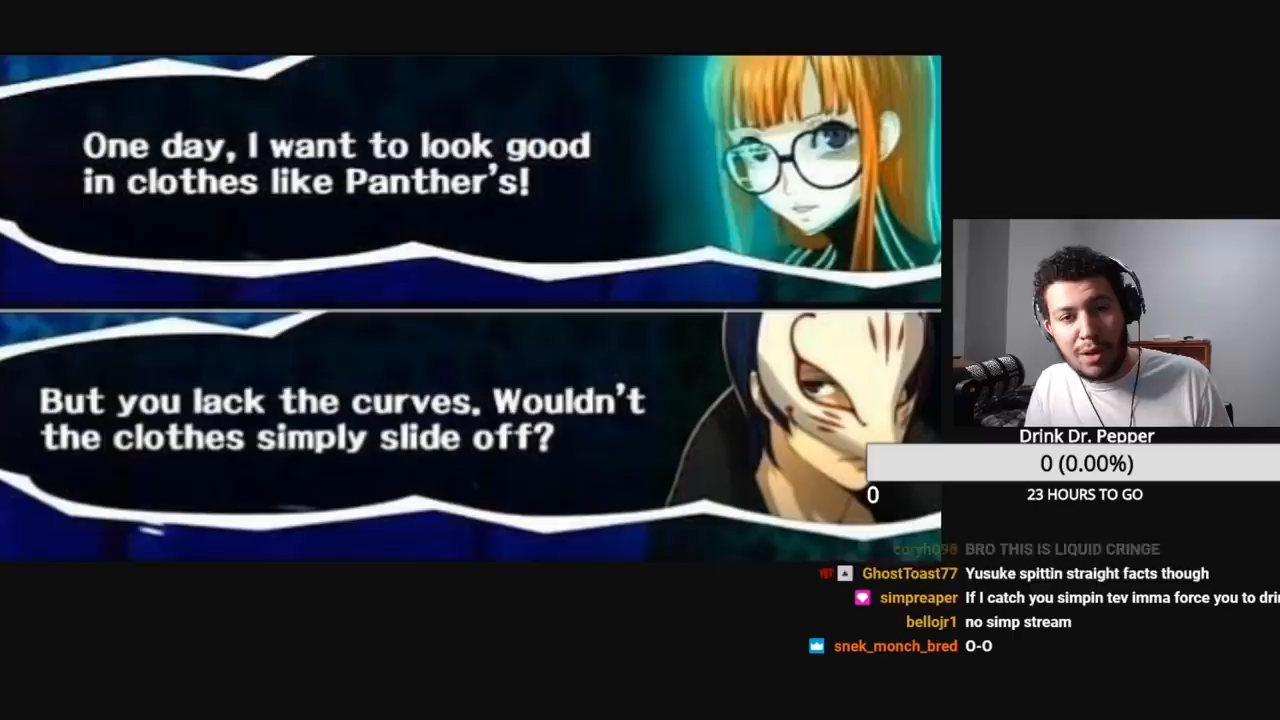 One day, I want to look good
in clothes like Panther's!
But you lack the curves. Wouldn't
the clothes simply slide off?
Drink Dr. Pepper
0 (0.00%)
0
23 HOURS TO GO
BRO THIS IS LIQUID CRINGE
GhostToast77 Yusuke spittin straight facts though
simpreaper If I catch you simpin tev imma force you to
bellojr1 no simp stream
snek_monch_bred O-O